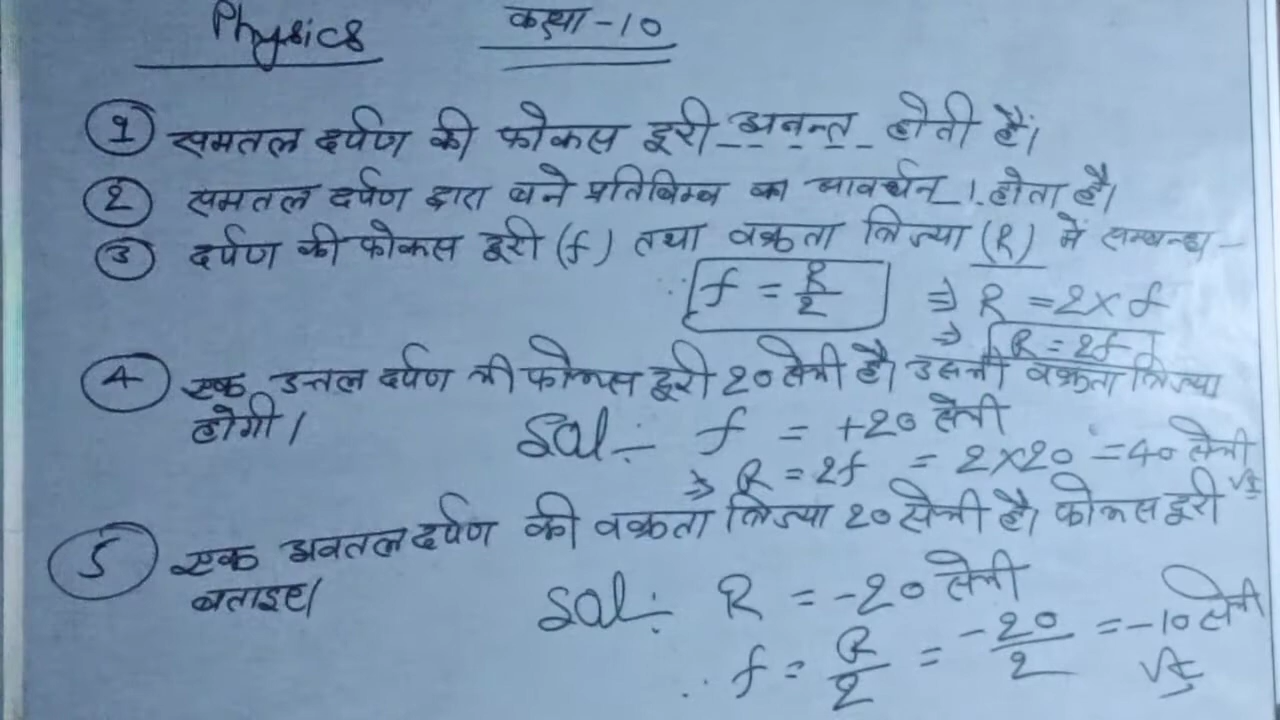 Physics कक्षा - 10
① समतल दर्पण की फोकस दूरी अनन्त होती है।
② समतल दर्पण द्वारा बने प्रतिबिम्ब का आवर्धन 1 होता है।
③ दर्पण की फोकस दूरी (f) तथा वक्रता त्रिज्या (R) में सम्बन्ध -
∴ f = R/2 ⇒ R = 2 × f
⇒ R = 2f
④ एक उत्तल दर्पण की फोकस दूरी 20 सेमी है। उसकी वक्रता त्रिज्या
होगी। Sol:- f = +20 सेमी
⇒ R = 2f = 2×20 = 40 सेमी
⑤ एक अवतल दर्पण की वक्रता त्रिज्या 20 सेमी है। फोकस दूरी
बताइए। Sol:- R = -20 सेमी
∴ f = R/2 = -20/2 = -10 सेमी